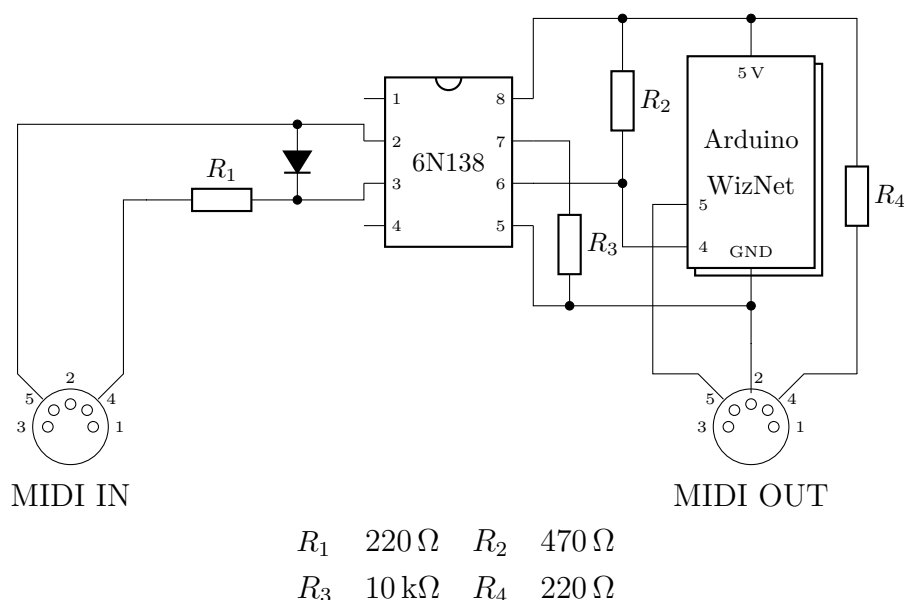 5 V
1
8
R2
2
7
Arduino
R1
6N138
WizNet
3
6
R4
5
4
5
R3
4
GND
2
2
5
4
5
4
3
1
3
1
MIDI IN
MIDI OUT
R1 220 Ω R2 470 Ω
R3 10 kΩ R4 220 Ω